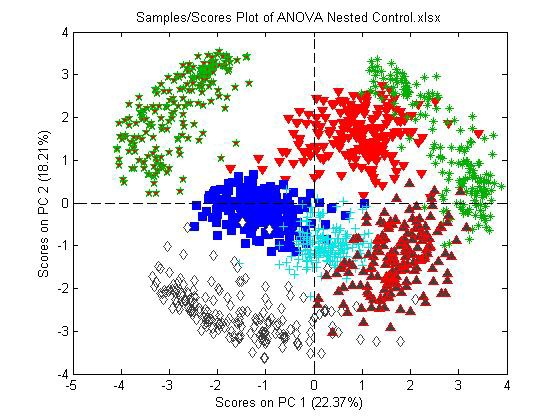 Samples/Scores Plot of ANOVA Nested Control.xlsx
4
3
2
1
0
-1
-2
-3
-4
Scores on PC 2 (18.21%)
-5 -4 -3 -2 -1 0 1 2 3 4
Scores on PC 1 (22.37%)